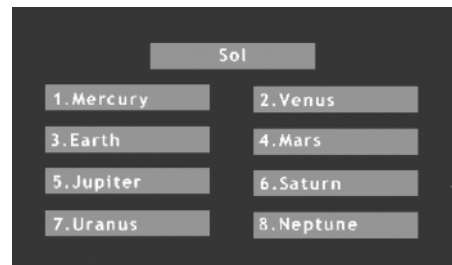 Sol
1.Mercury
2.Venus
3.Earth
4.Mars
5.Jupiter
6.Saturn
7.Uranus
8.Neptune